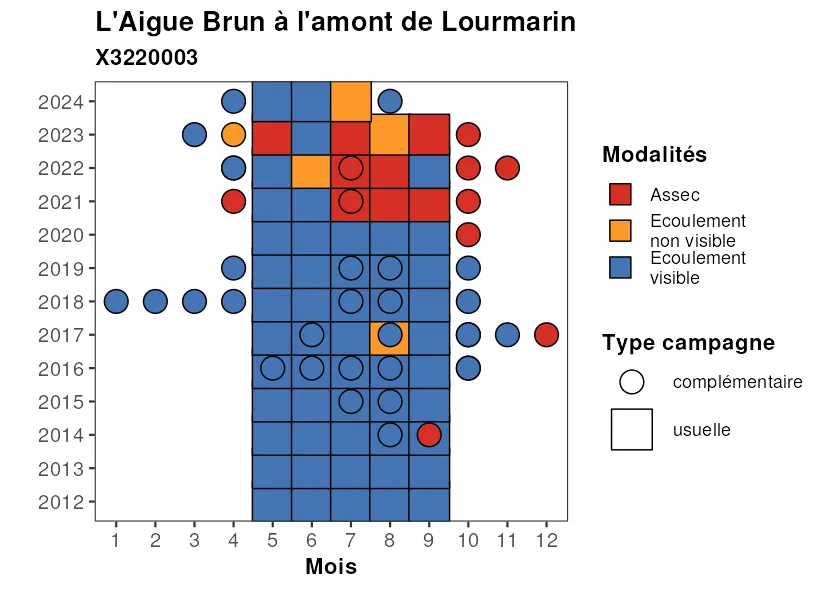 L'Aigue Brun à l'amont de Lourmarin
X3220003
2024
2023
2022
2021
2020
2019
2018
2017
2016
2015
2014
2013
2012
1 2 3 4 5 6 7 8 9 10 11 12
Mois
Modalités
Assec
Ecoulement
non visible
Ecoulement
visible
Type campagne
complémentaire
usuelle